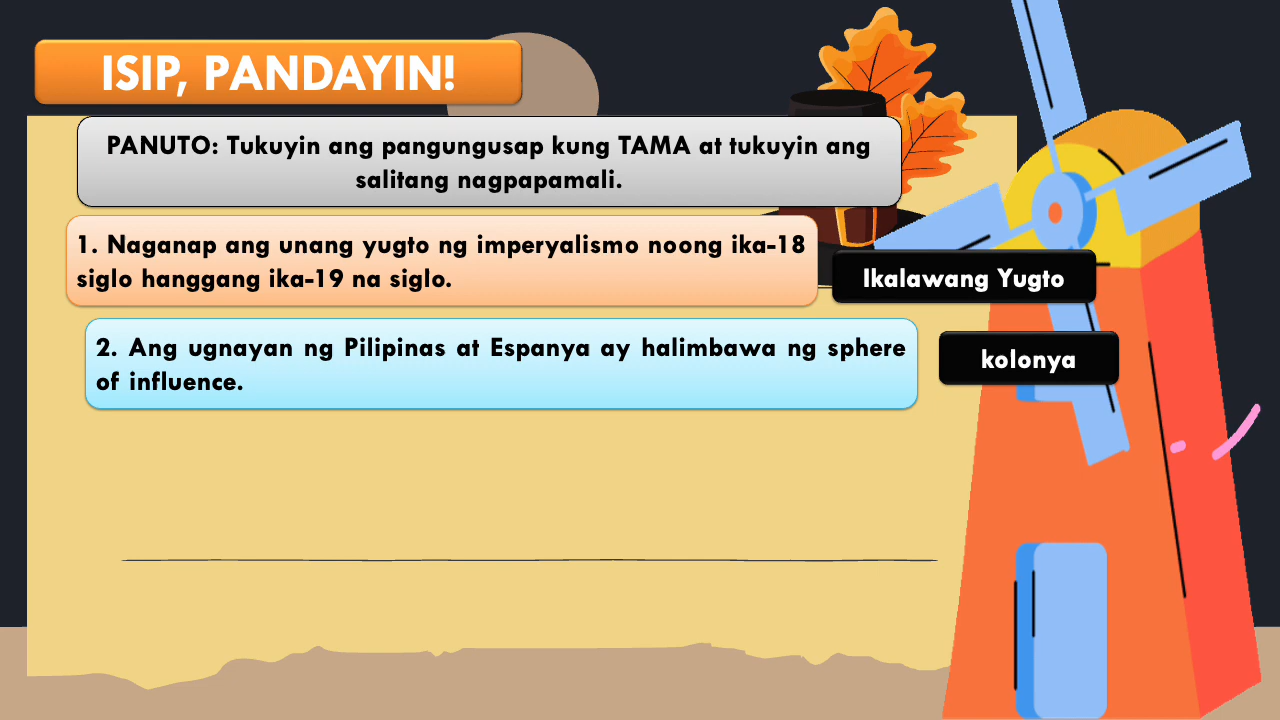 ISIP, PANDAYIN!
PANUTO: Tukuyin ang pangungusap kung TAMA at tukuyin ang
salitang nagpapamali.
1. Naganap ang unang yugto ng imperyalismo noong ika-18
siglo hanggang ika-19 na siglo.
Ikalawang Yugto
2. Ang ugnayan ng Pilipinas at Espanya ay halimbawa ng sphere
of influence.
kolonya